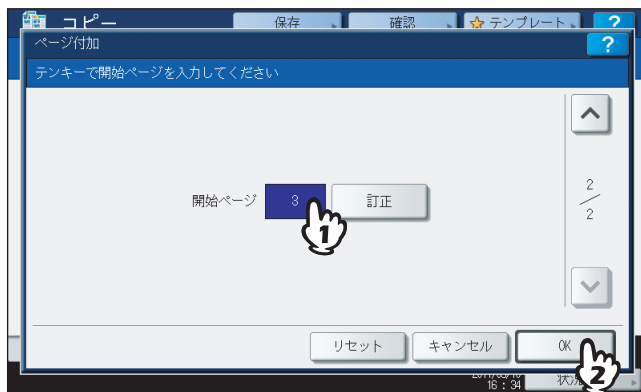 コピー 保存 確認 テンプレート ?
ページ付加 ?
テンキーで開始ページを入力してください
開始ページ 3 訂正
1
2
2
リセット キャンセル OK
2
16 : 34